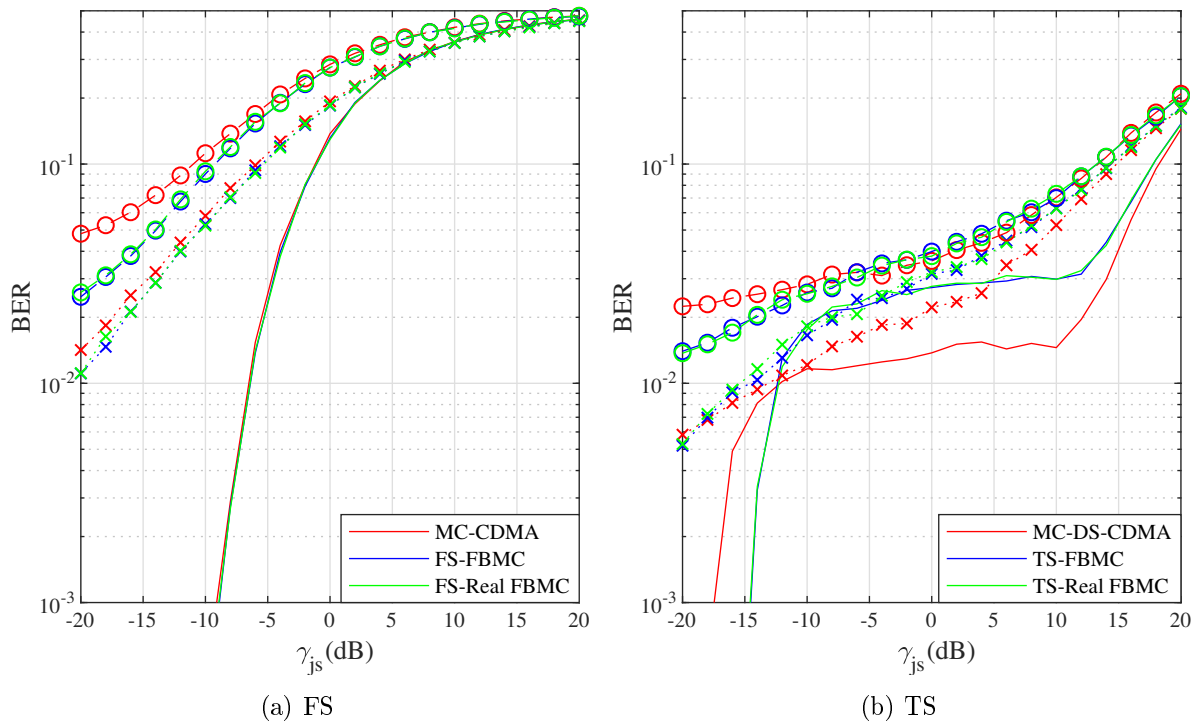 BER
10^-1
10^-2
10^-3
-20 -15 -10 -5 0 5 10 15 20
γ_js(dB)
MC-CDMA
FS-FBMC
FS-Real FBMC
(a) FS
BER
10^-1
10^-2
10^-3
-20 -15 -10 -5 0 5 10 15 20
γ_js(dB)
MC-DS-CDMA
TS-FBMC
TS-Real FBMC
(b) TS